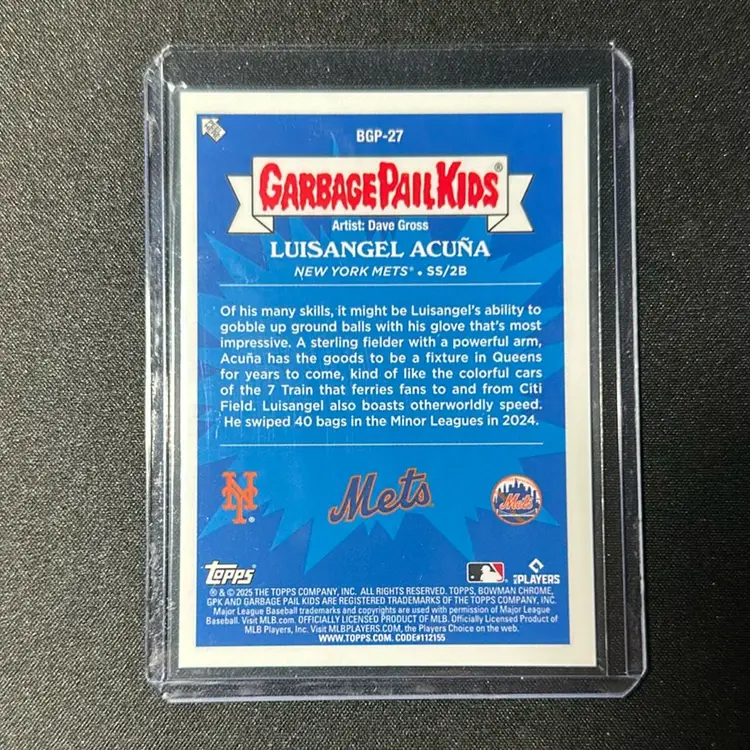 BGP-27
GARBAGE PAIL KIDS®
Artist: Dave Gross
LUISANGEL ACUÑA
NEW YORK METS® • SS/2B
Of his many skills, it might be Luisangel's ability to
gobble up ground balls with his glove that's most
impressive. A sterling fielder with a powerful arm,
Acuña has the goods to be a fixture in Queens
for years to come, kind of like the colorful cars
of the 7 Train that ferries fans to and from Citi
Field. Luisangel also boasts otherworldly speed.
He swiped 40 bags in the Minor Leagues in 2024.
NY® Mets® Mets
Topps® MLB PLAYERS
® & © 2025 THE TOPPS COMPANY, INC. ALL RIGHTS RESERVED. TOPPS, BOWMAN CHROME,
GPK AND GARBAGE PAIL KIDS ARE REGISTERED TRADEMARKS OF THE TOPPS COMPANY, INC.
Major League Baseball trademarks and copyrights are used with permission of Major League
Baseball. Visit MLB.com. OFFICIALLY LICENSED PRODUCT OF MLB. Officially Licensed Product of
MLB Players, Inc. Visit MLBPLAYERS.COM, the Players Choice on the web.
WWW.TOPPS.COM. CODE#112155